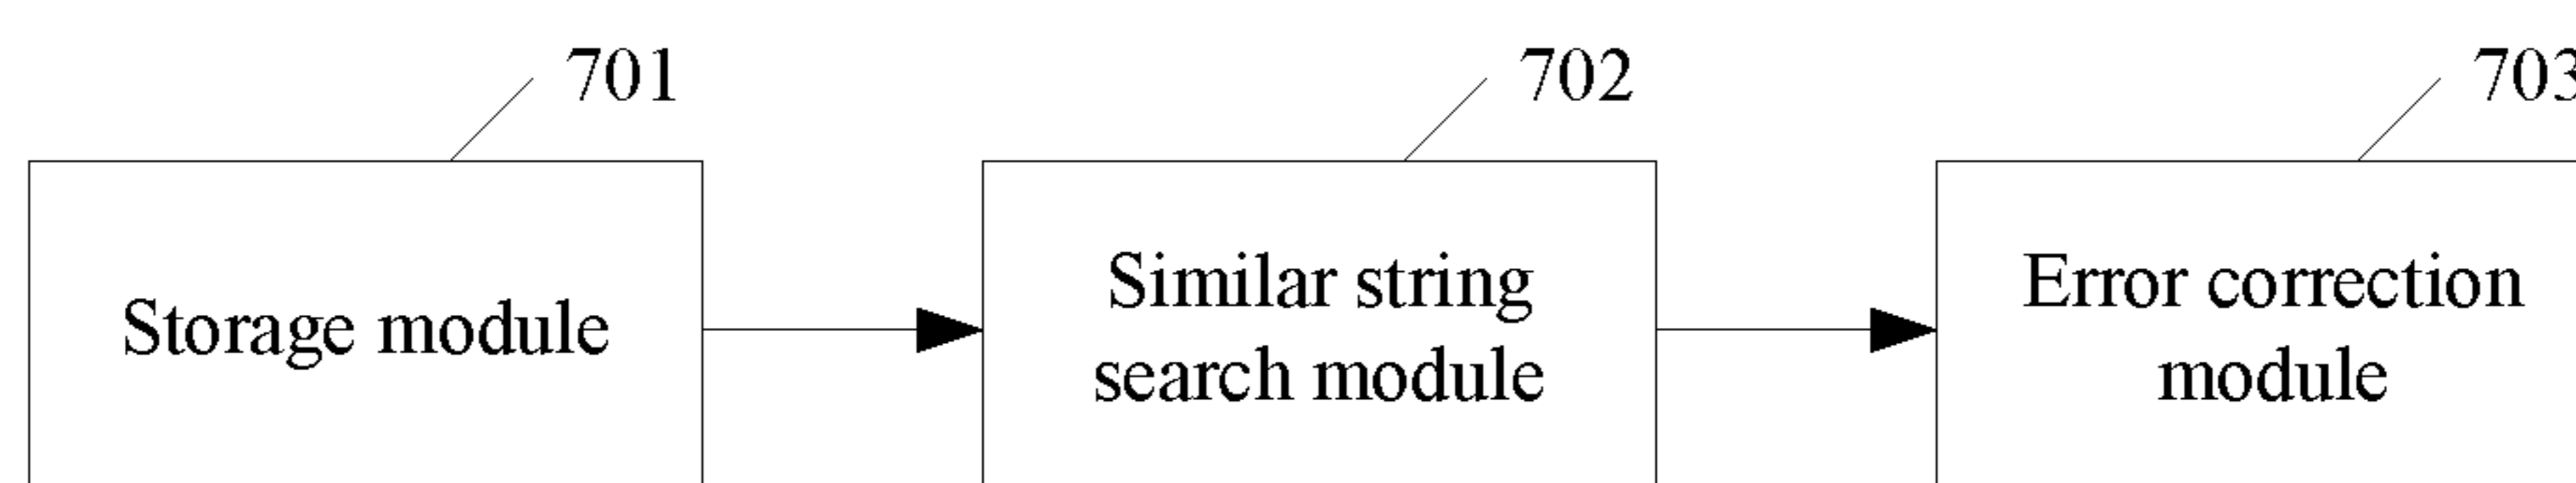 701
702
703
Storage module
Similar string
search module
Error correction
module